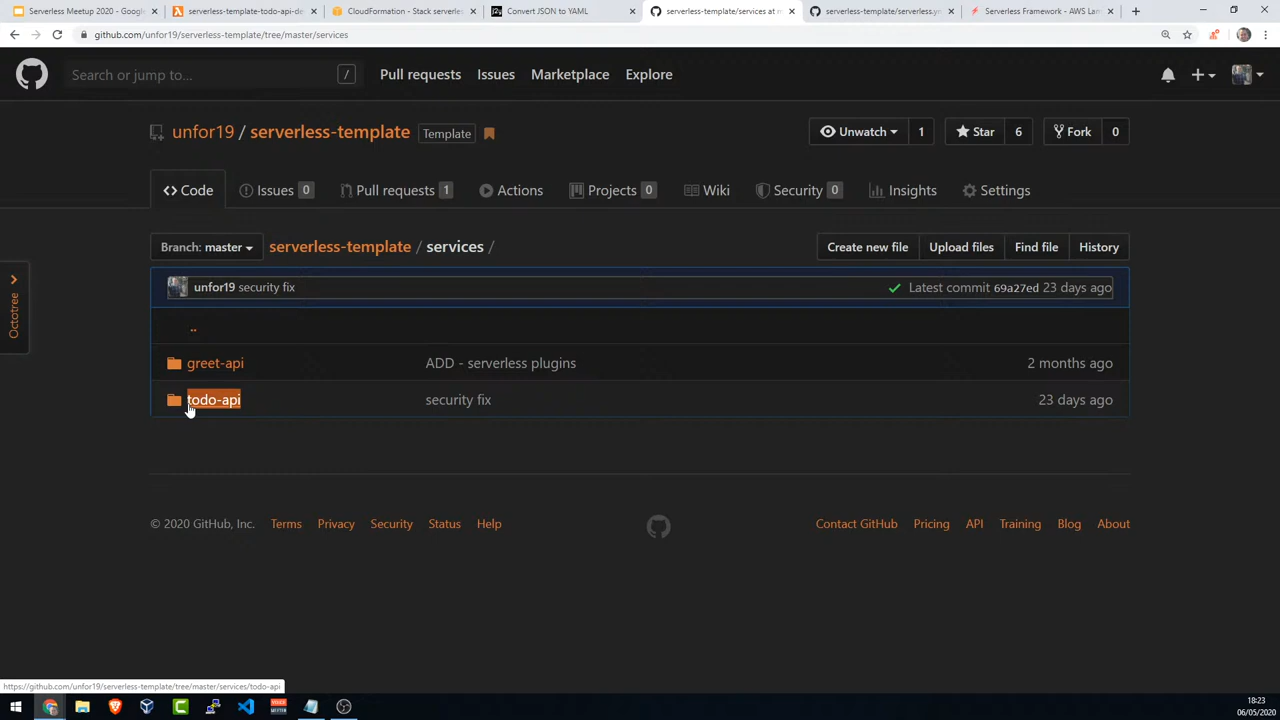 Serverless Meetup 2020 - Google
serverless-template-todo-api-de
CloudFormation - Stack serverles
Convert JSON to YAML
serverless-template/services at m
serverless-template/serverless.yn
Serverless Framework - AWS Lam
github.com/unfor19/serverless-template/tree/master/services
Search or jump to...
/
Pull requests
Issues
Marketplace
Explore
unfor19 / serverless-template
Template
Unwatch
1
Star
6
Fork
0
<> Code
Issues 0
Pull requests 1
Actions
Projects 0
Wiki
Security 0
Insights
Settings
Octotree
Branch: master
serverless-template / services /
Create new file
Upload files
Find file
History
unfor19 security fix
Latest commit 69a27ed 23 days ago
..
greet-api
ADD - serverless plugins
2 months ago
todo-api
security fix
23 days ago
© 2020 GitHub, Inc.
Terms
Privacy
Security
Status
Help
Contact GitHub
Pricing
API
Training
Blog
About
https://github.com/unfor19/serverless-template/tree/master/services/todo-api
18:23
06/05/2020